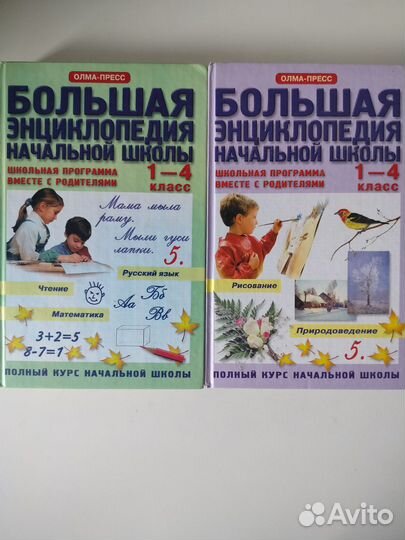 ОЛМА-ПРЕСС
БОЛЬШАЯ
ЭНЦИКЛОПЕДИЯ
НАЧАЛЬНОЙ ШКОЛЫ
ШКОЛЬНАЯ ПРОГРАММА
ВМЕСТЕ С РОДИТЕЛЯМИ
1—4
КЛАСС
Мама мыла
раму.
Мыли гуси
лапки.
5.
Русский язык
Чтение
Математика
Аа
Бб
Вв
3+2=5
8-7=1
ПОЛНЫЙ КУРС НАЧАЛЬНОЙ ШКОЛЫ
ОЛМА-ПРЕСС
БОЛЬШАЯ
ЭНЦИКЛОПЕДИЯ
НАЧАЛЬНОЙ ШКОЛЫ
ШКОЛЬНАЯ ПРОГРАММА
ВМЕСТЕ С РОДИТЕЛЯМИ
1—4
КЛАСС
Рисование
Природоведение
5.
ПОЛНЫЙ КУРС НАЧАЛЬНОЙ ШКОЛЫ
Avito